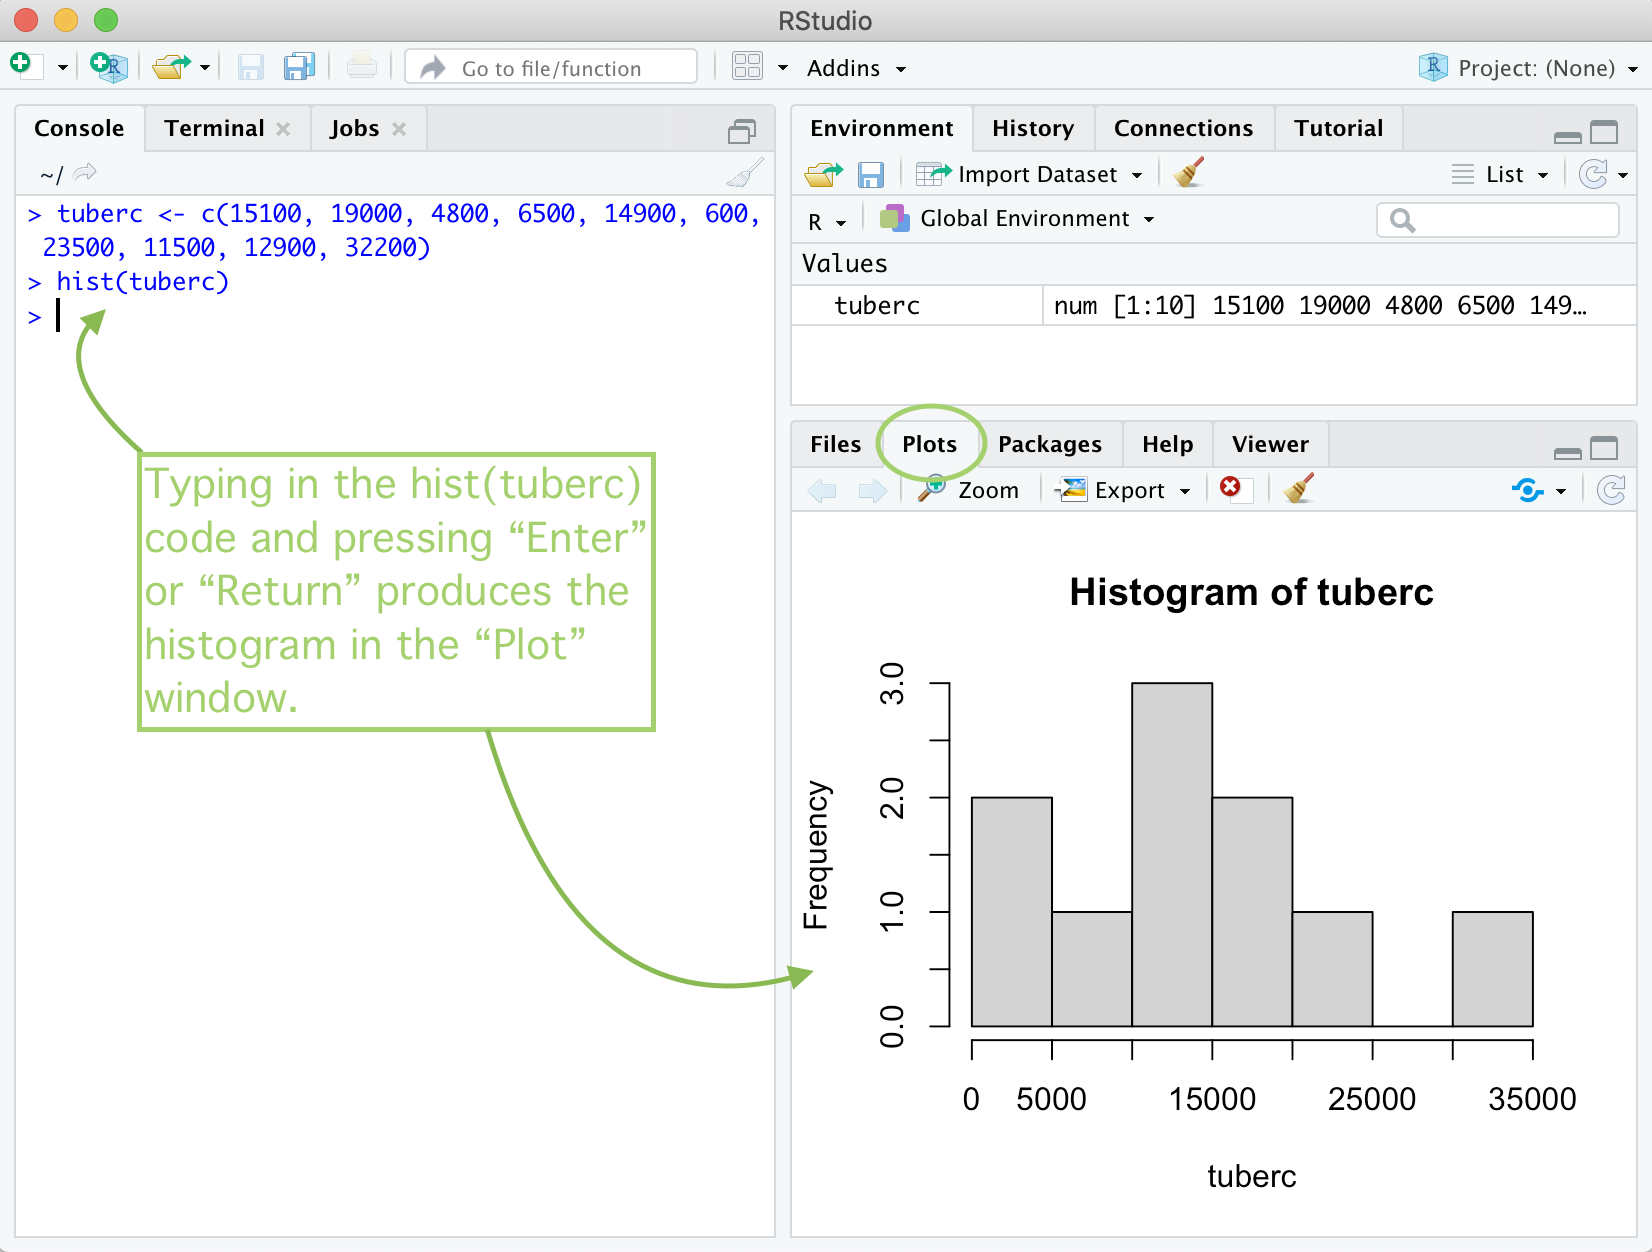 RStudio
Go to file/function
Addins
Project: (None)
Console
Terminal
Jobs
~/
> tuberc <- c(15100, 19000, 4800, 6500, 14900, 600,
23500, 11500, 12900, 32200)
> hist(tuberc)
>
Typing in the hist(tuberc)
code and pressing “Enter”
or “Return” produces the
histogram in the “Plot”
window.
Environment
History
Connections
Tutorial
Import Dataset
List
R
Global Environment
Values
tuberc
num [1:10] 15100 19000 4800 6500 149…
Files
Plots
Packages
Help
Viewer
Zoom
Export
Histogram of tuberc
Frequency
3.0
2.0
1.0
0.0
0
5000
15000
25000
35000
tuberc